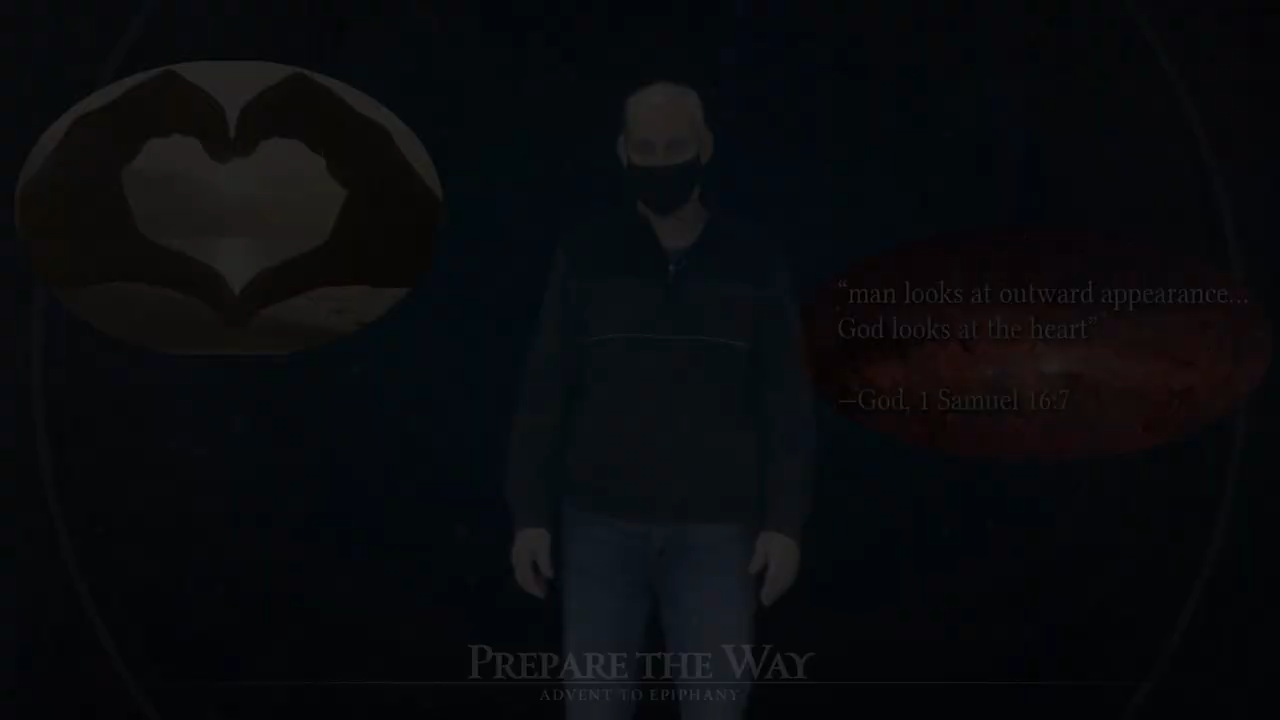 “man looks at outward appearance...
God looks at the heart”
–God, 1 Samuel 16:7
PREPARE THE WAY
ADVENT TO EPIPHANY